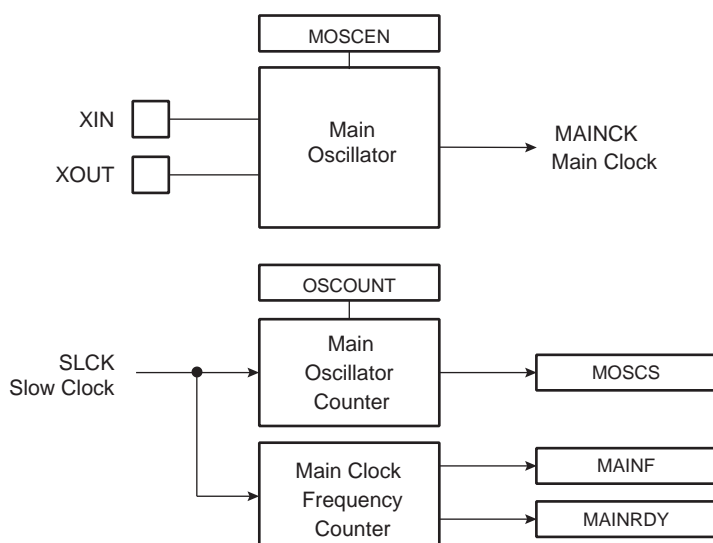 MOSCEN
XIN
XOUT
Main
Oscillator
MAINCK
Main Clock
OSCOUNT
SLCK
Slow Clock
Main
Oscillator
Counter
MOSCS
Main Clock
Frequency
Counter
MAINF
MAINRDY